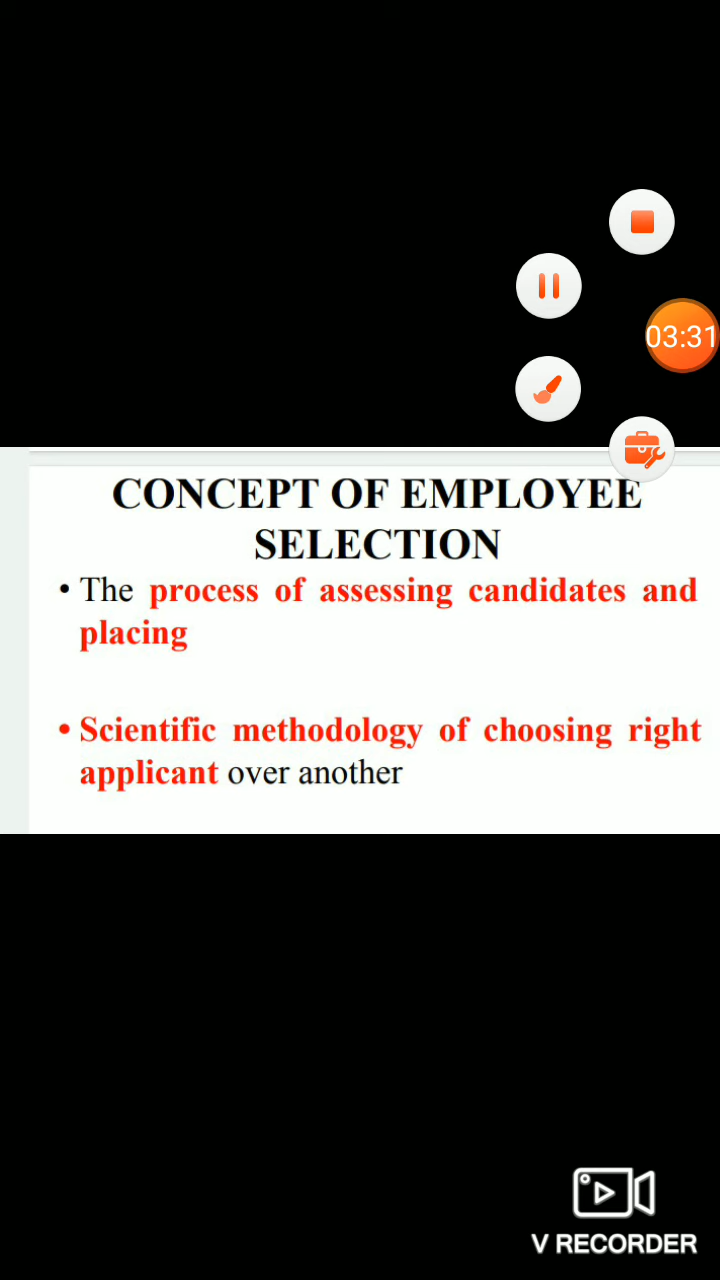 03:31
CONCEPT OF EMPLOYEE
SELECTION
• The process of assessing candidates and
placing
• Scientific methodology of choosing right
applicant over another
V RECORDER